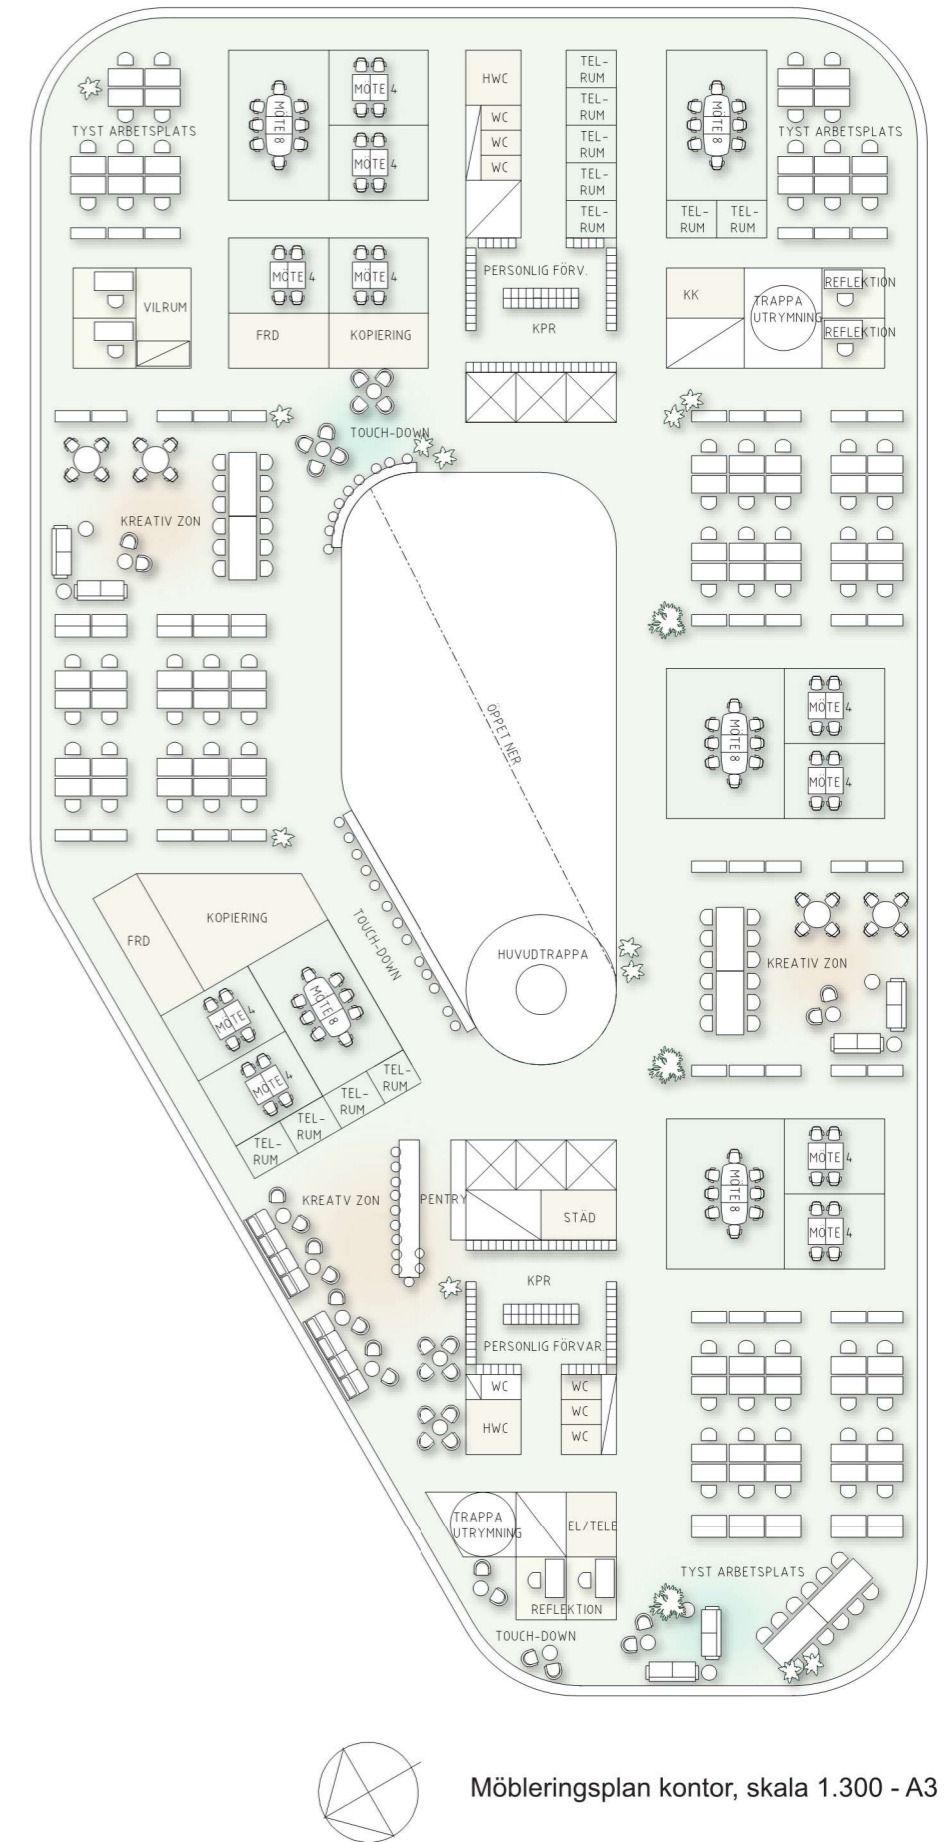 TEL-
RUM
HWC
MÖTE 4
MÖTE 8
TEL-
RUM
MÖTE 8
WC
TYST ARBETSPLATS
TEL-
RUM
TYST ARBETSPLATS
WC
MÖTE 4
WC
TEL-
RUM
TEL-
RUM
TEL-
RUM
TEL-
RUM
PERSONLIG FÖRV.
MÖTE 4
MÖTE 4
REFLEKTION
KK
TRAPPA
UTRYMNING
VILRUM
KPR
REFLEKTION
FRD
KOPIERING
TOUCH-DOWN
KREATIV ZON
ÖPPET NER
MÖTE 4
MÖTE 8
MÖTE 4
KOPIERING
FRD
TOUCH-DOWN
HUVUDTRAPPA
KREATIV ZON
MÖTE 8
MÖTE 4
MÖTE 4
TEL-
RUM
TEL-
RUM
TEL-
RUM
TEL-
RUM
MÖTE 4
MÖTE 8
MÖTE 4
KREATV ZON
PENTRY
STÄD
KPR
PERSONLIG FÖRVAR.
WC
WC
WC
HWC
WC
TRAPPA
UTRYMNING
EL/TELE
TYST ARBETSPLATS
REFLEKTION
TOUCH-DOWN
Möbleringsplan kontor, skala 1.300 - A3